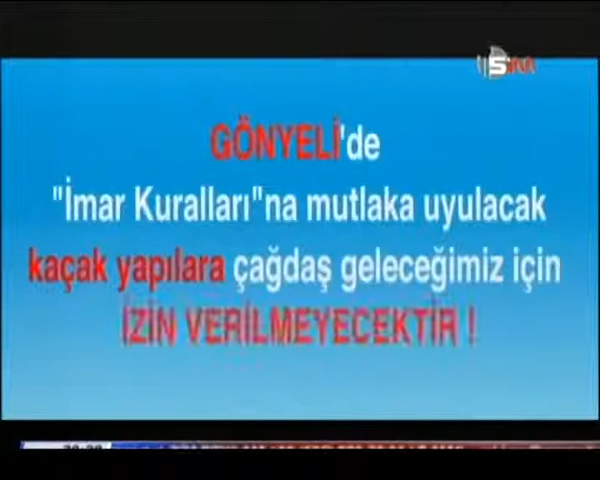 GÖNYELİ'de
"İmar Kuralları"na mutlaka uyulacak
kaçak yapılara çağdaş geleceğimiz için
İZİN VERİLMEYECEKTİR !